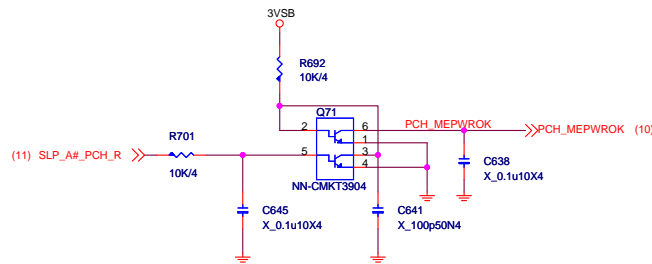 3VSB
R692
10K/4
Q71
2
6
PCH_MEPWROK
PCH_MEPWROK (10)
1
R701
(11) SLP_A#_PCH_R
5
3
4
10K/4
NN-CMKT3904
C638
X_0.1u10X4
C645
X_0.1u10X4
C641
X_100p50N4